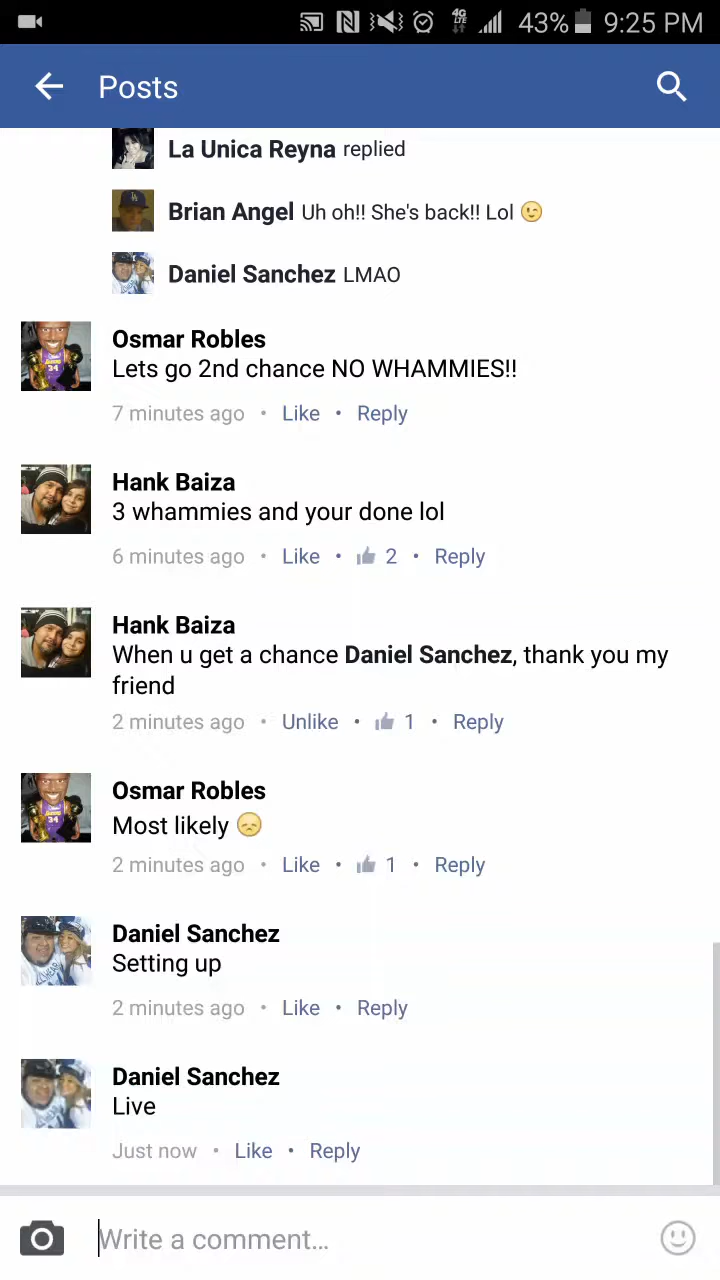 43% 9:25 PM
Posts
La Unica Reyna replied
Brian Angel Uh oh!! She's back!! Lol 😉
Daniel Sanchez LMAO
Osmar Robles
Lets go 2nd chance NO WHAMMIES!!
7 minutes ago • Like • Reply
Hank Baiza
3 whammies and your done lol
6 minutes ago • Like • 2 • Reply
Hank Baiza
When u get a chance Daniel Sanchez, thank you my
friend
2 minutes ago • Unlike • 1 • Reply
Osmar Robles
Most likely 😞
2 minutes ago • Like • 1 • Reply
Daniel Sanchez
Setting up
2 minutes ago • Like • Reply
Daniel Sanchez
Live
Just now • Like • Reply
Write a comment...